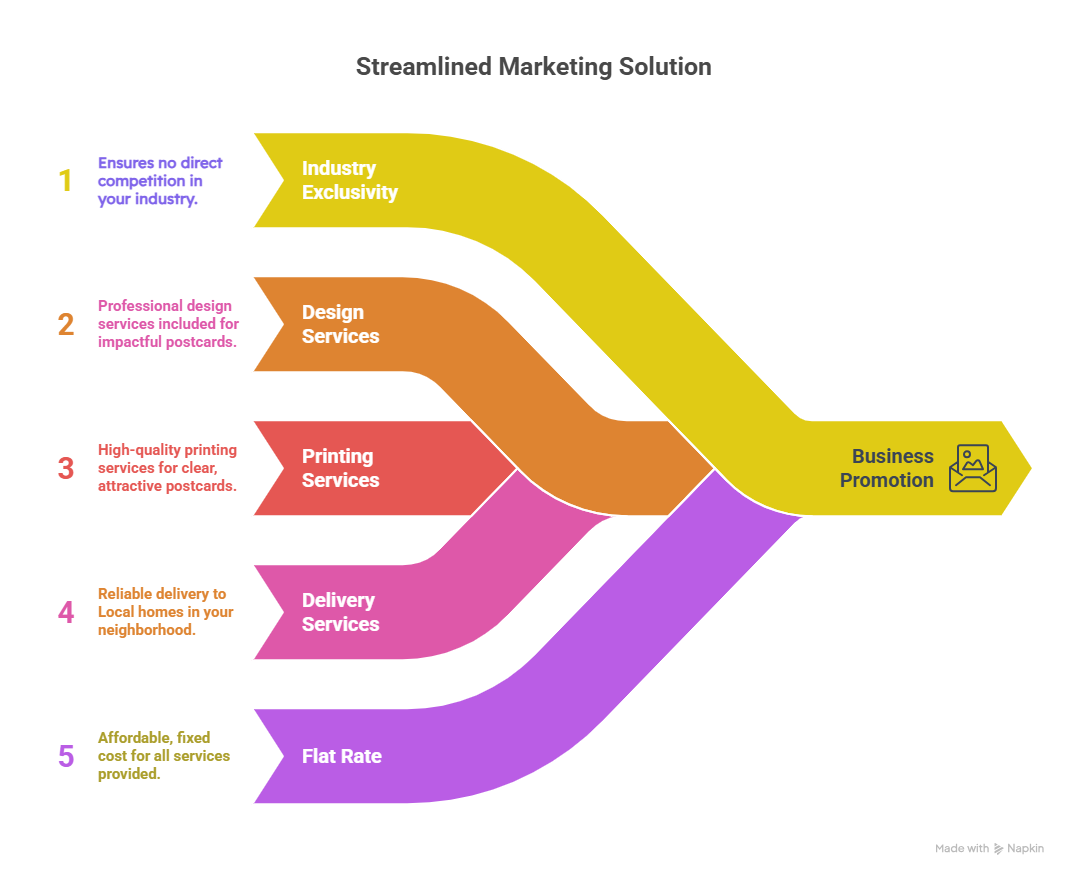 Streamlined Marketing Solution
1
Ensures no direct
competition in
your industry.
Industry
Exclusivity
2
Professional design
services included for
impactful postcards.
Design
Services
3
High-quality printing
services for clear,
attractive postcards.
Printing
Services
Business
Promotion
4
Reliable delivery to
Local homes in your
neighborhood.
Delivery
Services
5
Affordable, fixed
cost for all services
provided.
Flat Rate
Made with Napkin